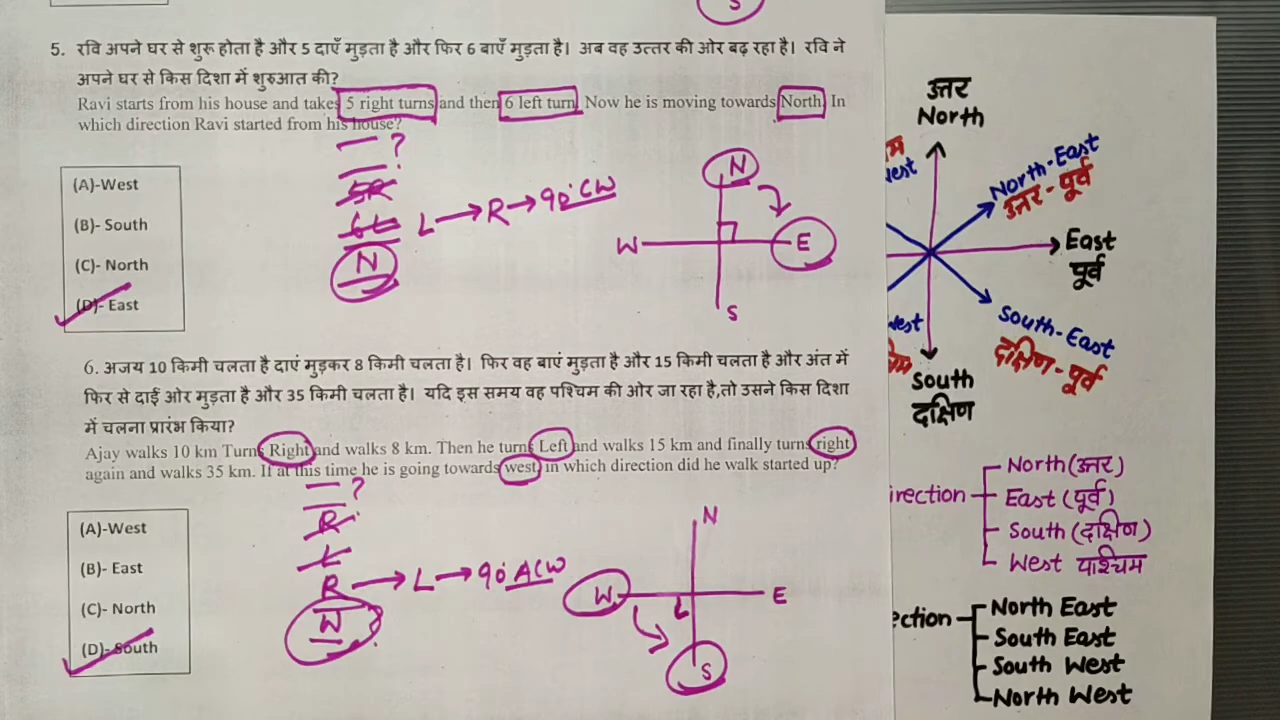 S
5. रवि अपने घर से शुरू होता है और 5 दाएँ मुड़ता है और फिर 6 बाएँ मुड़ता है। अब वह उत्तर की ओर बढ़ रहा है। रवि ने
अपने घर से किस दिशा में शुरुआत की?
Ravi starts from his house and takes 5 right turns and then 6 left turn. Now he is moving towards North. In
which direction Ravi started from his house?
(A)-West
(B)- South
(C)- North
(D)- East
?
5R
6L L → R → 90° CW
N
N
W E
S
6. अजय 10 किमी चलता है दाएं मुड़कर 8 किमी चलता है। फिर वह बाएं मुड़ता है और 15 किमी चलता है और अंत में
फिर से दाईं ओर मुड़ता है और 35 किमी चलता है। यदि इस समय वह पश्चिम की ओर जा रहा है,तो उसने किस दिशा
में चलना प्रारंभ किया?
Ajay walks 10 km Turns Right and walks 8 km. Then he turns Left and walks 15 km and finally turns right
again and walks 35 km. If at this time he is going towards west, in which direction did he walk started up?
(A)-West
(B)- East
(C)- North
(D)- South
?
R
L
R → L → 90° ACW
W
N
W E
S
उत्तर
North
North-East
उत्तर-पूर्व
East
पूर्व
South-East
दक्षिण-पूर्व
South
दक्षिण
North (उत्तर)
irection East (पूर्व)
South (दक्षिण)
West पाश्चिम
ection North East
South East
South West
North West